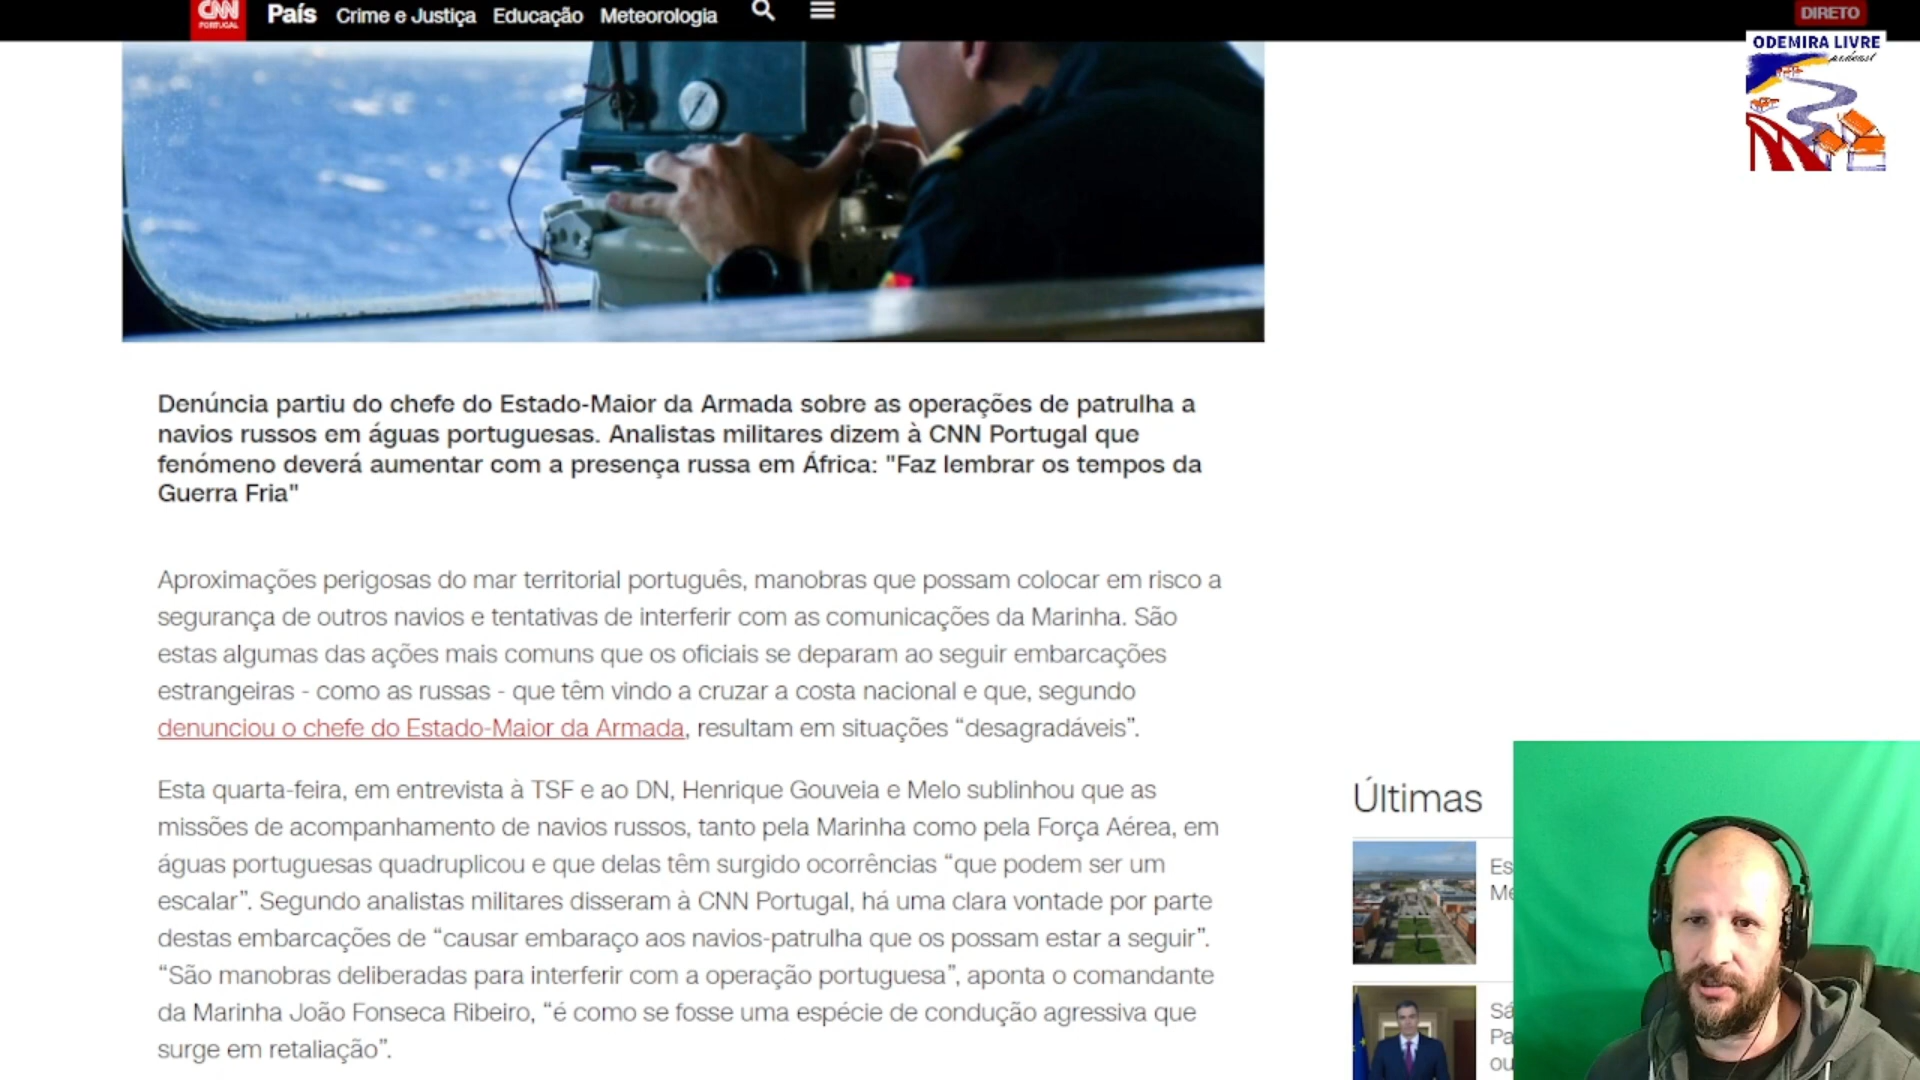 CNN
PORTUGAL
País Crime e Justiça Educação Meteorologia
DIRETO
ODEMIRA LIVRE
podcast
Denúncia partiu do chefe do Estado-Maior da Armada sobre as operações de patrulha a
navios russos em águas portuguesas. Analistas militares dizem à CNN Portugal que
fenómeno deverá aumentar com a presença russa em África: "Faz lembrar os tempos da
Guerra Fria"
Aproximações perigosas do mar territorial português, manobras que possam colocar em risco a
segurança de outros navios e tentativas de interferir com as comunicações da Marinha. São
estas algumas das ações mais comuns que os oficiais se deparam ao seguir embarcações
estrangeiras - como as russas - que têm vindo a cruzar a costa nacional e que, segundo
denunciou o chefe do Estado-Maior da Armada, resultam em situações “desagradáveis”.
Esta quarta-feira, em entrevista à TSF e ao DN, Henrique Gouveia e Melo sublinhou que as
missões de acompanhamento de navios russos, tanto pela Marinha como pela Força Aérea, em
águas portuguesas quadruplicou e que delas têm surgido ocorrências “que podem ser um
escalar”. Segundo analistas militares disseram à CNN Portugal, há uma clara vontade por parte
destas embarcações de “causar embaraço aos navios-patrulha que os possam estar a seguir”.
“São manobras deliberadas para interferir com a operação portuguesa”, aponta o comandante
da Marinha João Fonseca Ribeiro, “é como se fosse uma espécie de condução agressiva que
surge em retaliação”.
Últimas
Es
Me
Sá
Pa
ou